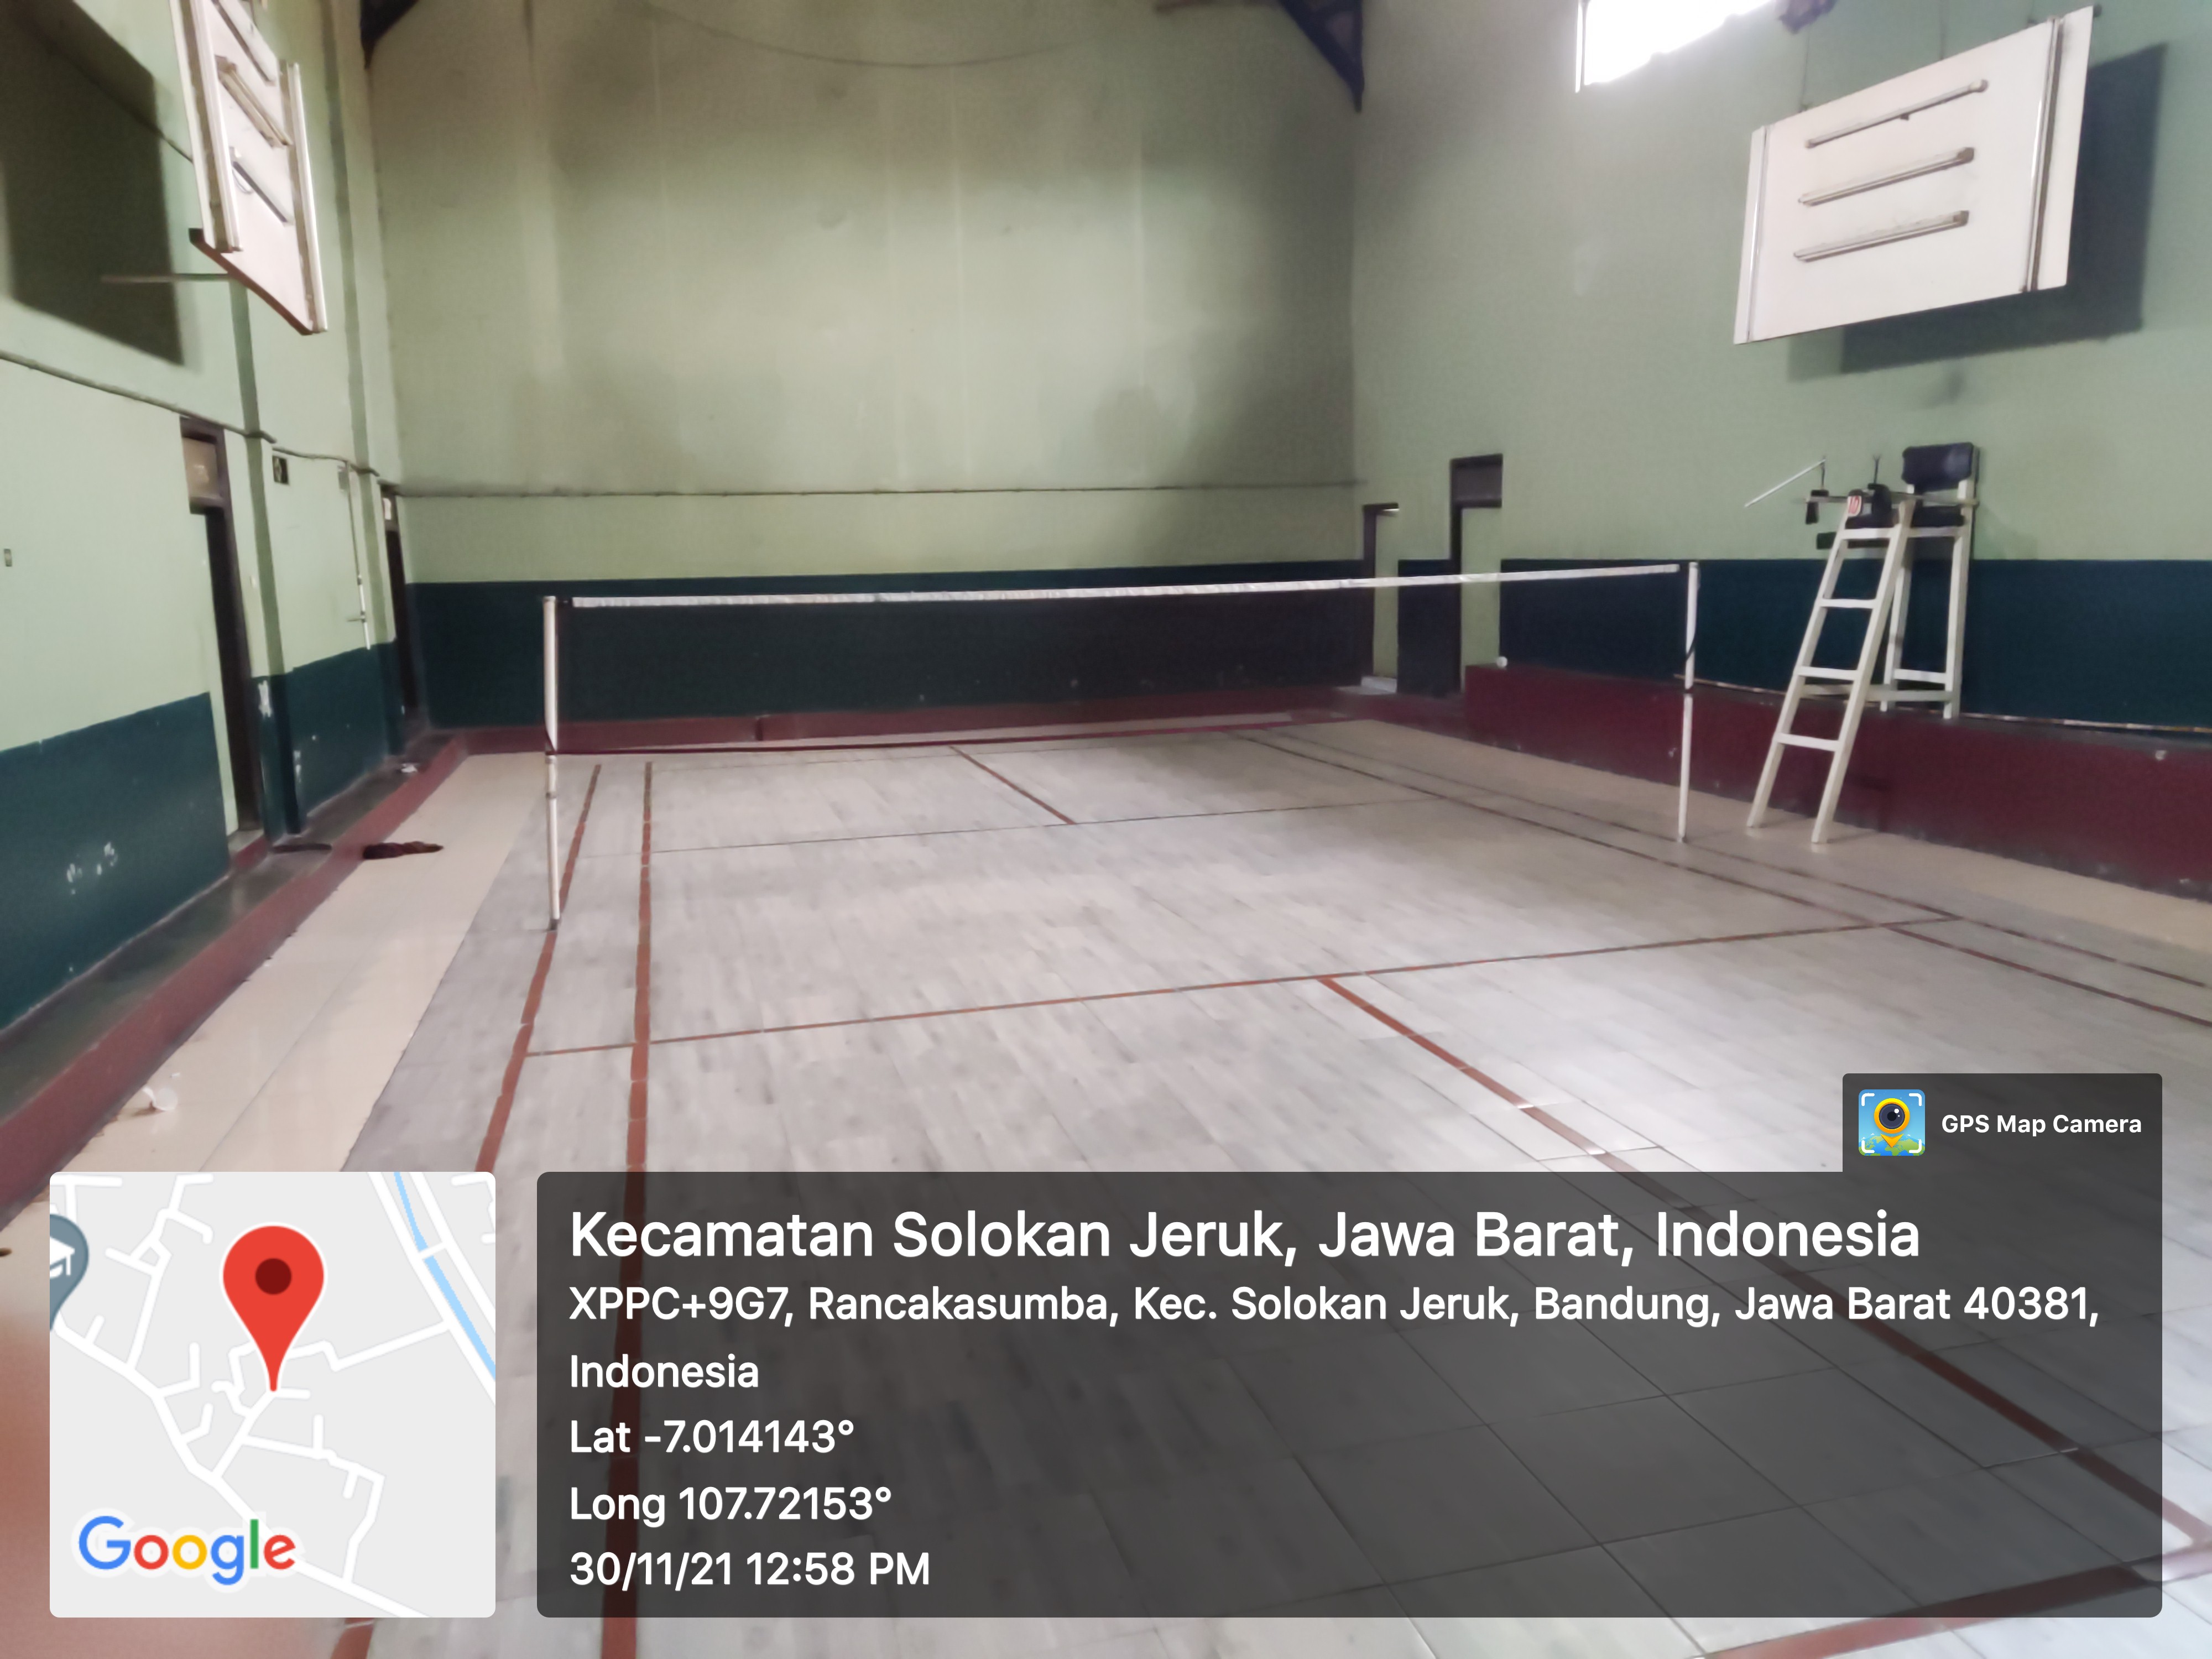 GPS Map Camera
Kecamatan Solokan Jeruk, Jawa Barat, Indonesia
XPPC+9G7, Rancakasumba, Kec. Solokan Jeruk, Bandung, Jawa Barat 40381,
Indonesia
Lat -7.014143°
Long 107.72153°
30/11/21 12:58 PM
Google